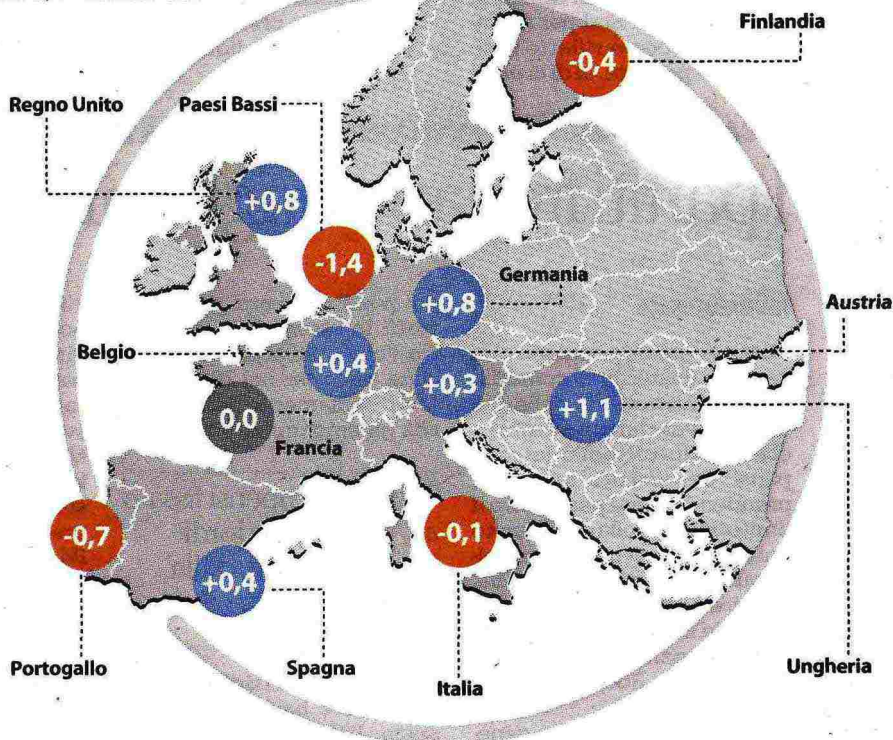 Finlandia
-0,4
Regno Unito
Paesi Bassi
+0,8
-1,4
Germania
+0,8
Austria
Belgio
+0,4
+0,3
+1,1
0,0
Francia
-0,7
-0,1
+0,4
Portogallo
Spagna
Italia
Ungheria